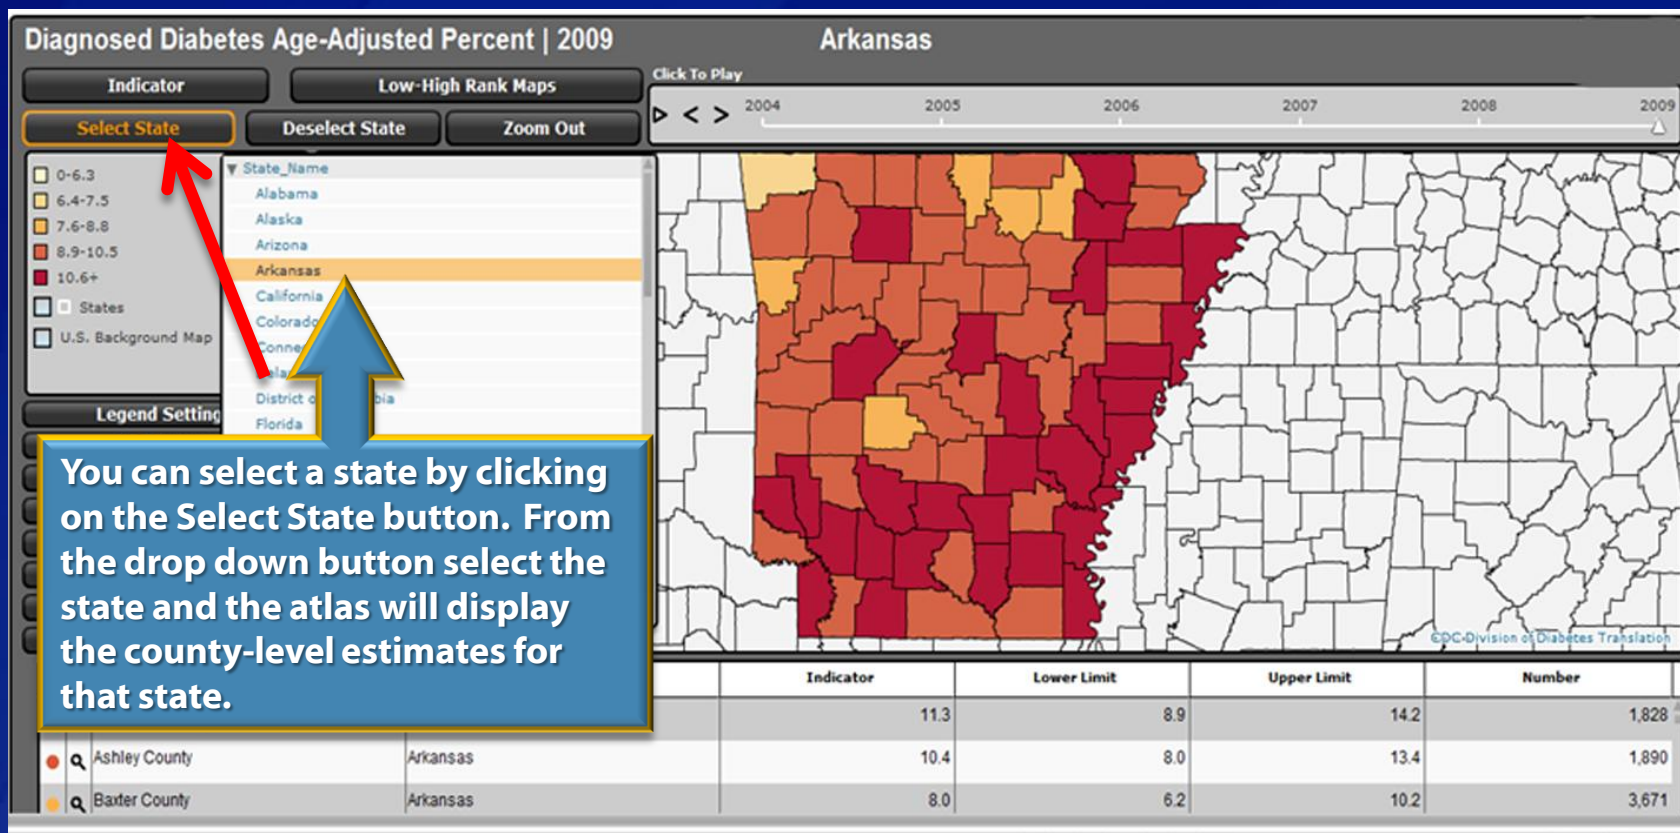 Diagnosed Diabetes Age-Adjusted Percent | 2009
Arkansas
Indicator
Low-High Rank Maps
Click To Play
Select State
Deselect State
Zoom Out
2004
2005
2006
2007
2008
2009
0-6.3
6.4-7.5
7.6-8.8
8.9-10.5
10.6+
States
U.S. Background Map
Legend Setting
State_Name
Alabama
Alaska
Arizona
Arkansas
California
Colorado
Conne
District o bia
Florida
You can select a state by clicking
on the Select State button. From
the drop down button select the
state and the atlas will display
the county-level estimates for
that state.
CDC-Division of Diabetes Translation
Indicator Lower Limit Upper Limit Number
11.3 8.9 14.2 1,828
Ashley County Arkansas 10.4 8.0 13.4 1,890
Baxter County Arkansas 8.0 6.2 10.2 3,671